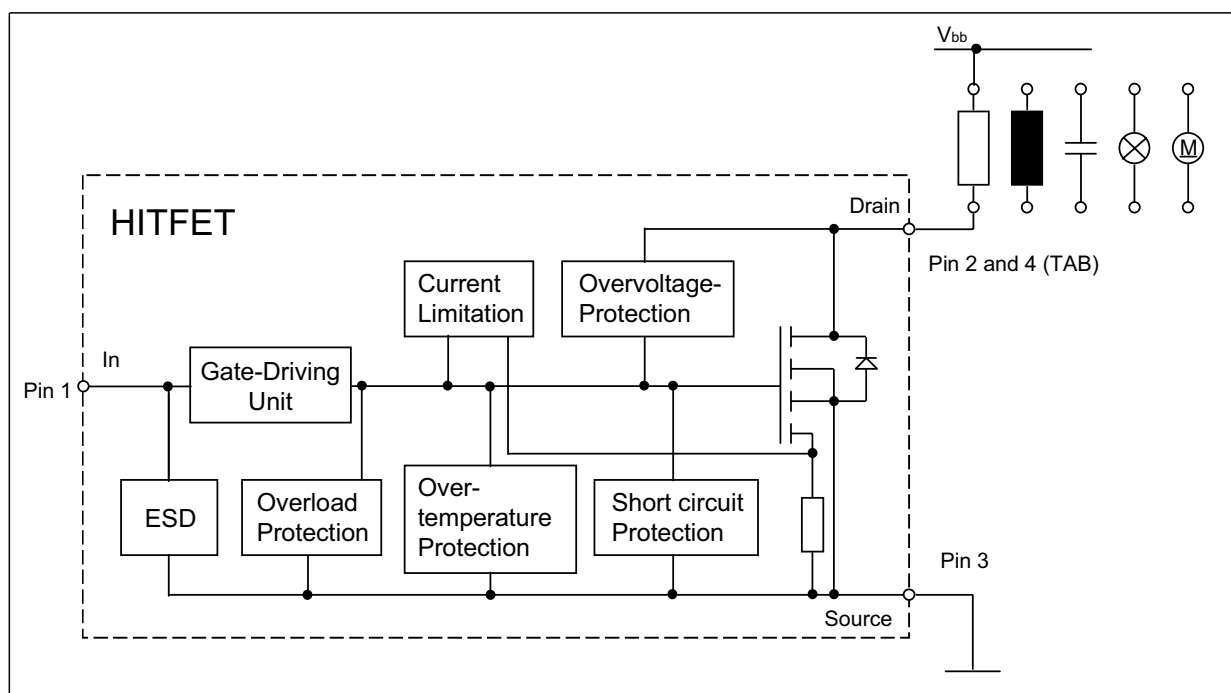 Vbb
M
HITFET
Drain
Pin 2 and 4 (TAB)
Current
Limitation
Overvoltage-
Protection
In
Pin 1
Gate-Driving
Unit
ESD
Overload
Protection
Over-
temperature
Protection
Short circuit
Protection
Pin 3
Source